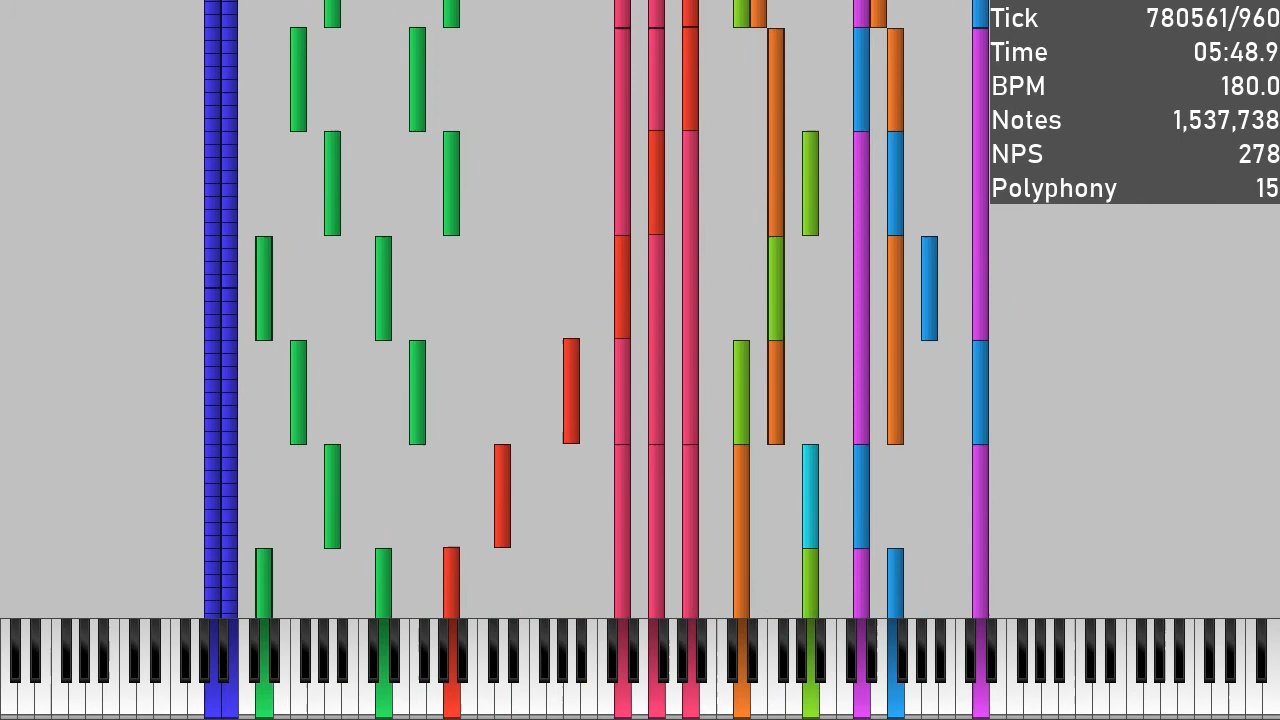 Tick 780561/960
Time 05:48.9
BPM 180.0
Notes 1,537,738
NPS 278
Polyphony 15